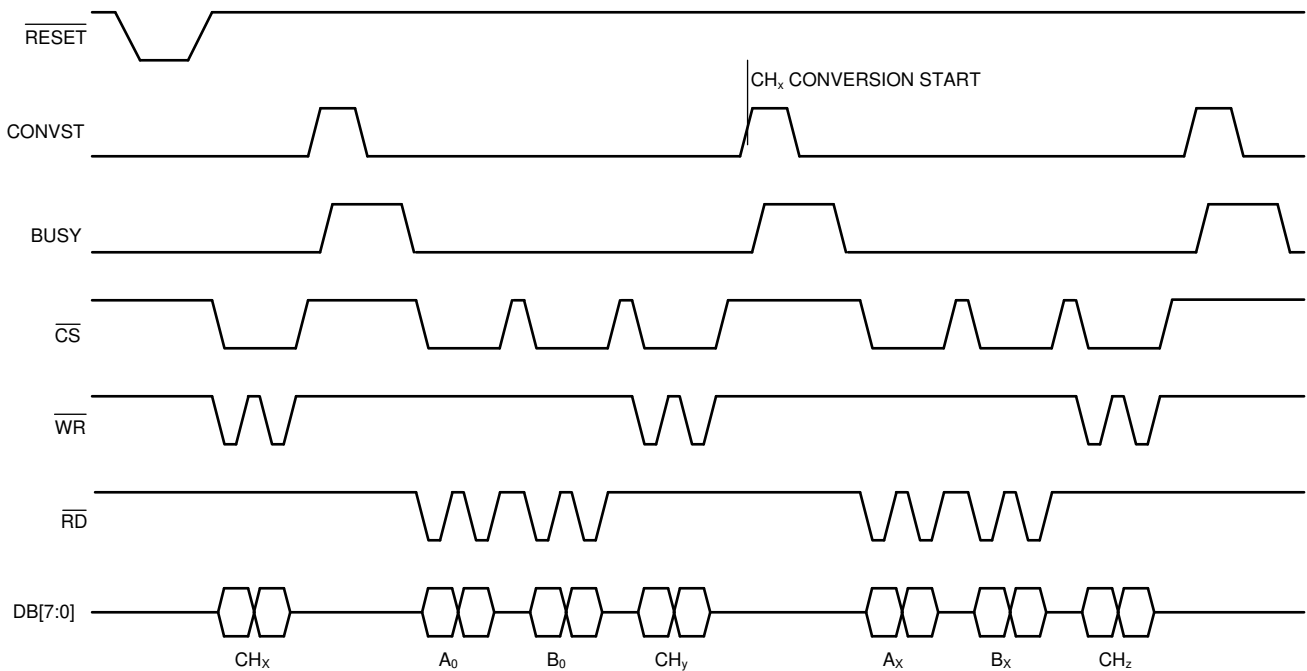 RESET
CHx CONVERSION START
CONVST
BUSY
CS
WR
RD
DB[7:0]
CHX A0 B0 CHy AX BX CHz